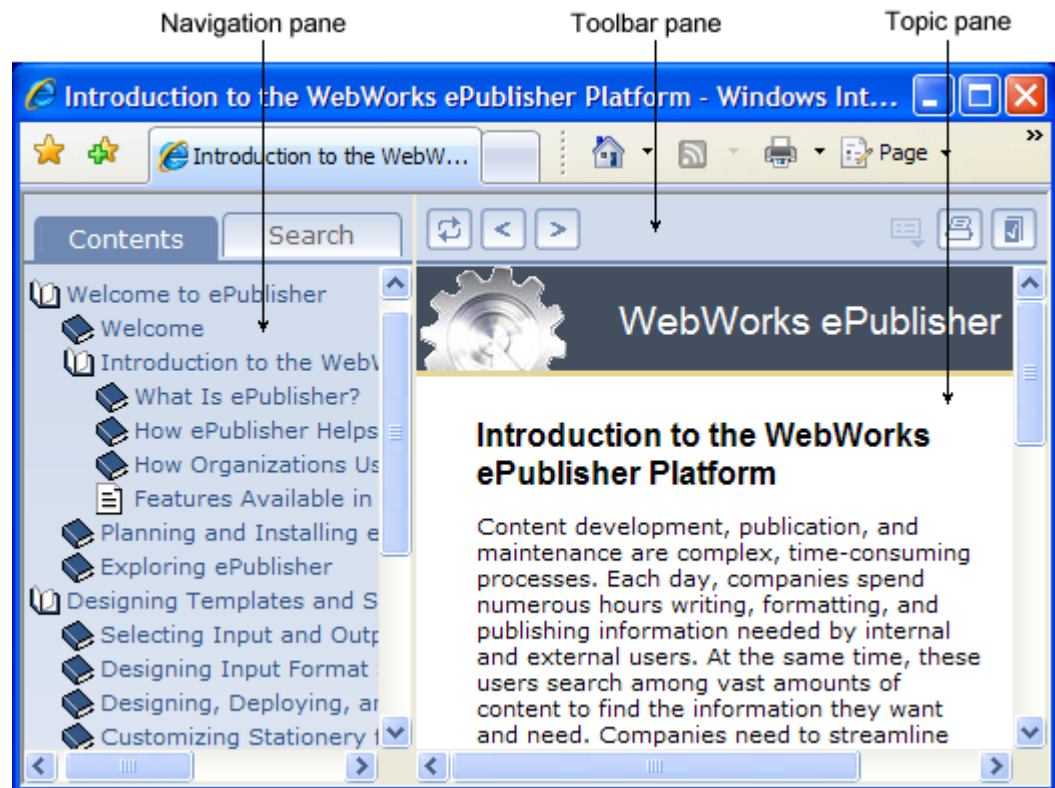 Navigation pane
Toolbar pane
Topic pane
Introduction to the WebWorks ePublisher Platform - Windows Int...
Introduction to the WebW...
Page
Contents
Search
Welcome to ePublisher
Welcome
Introduction to the WebW
What Is ePublisher?
How ePublisher Helps
How Organizations Us
Features Available in
Planning and Installing e
Exploring ePublisher
Designing Templates and S
Selecting Input and Outp
Designing Input Format
Designing, Deploying, an
Customizing Stationery
WebWorks ePublisher
Introduction to the WebWorks
ePublisher Platform
Content development, publication, and
maintenance are complex, time-consuming
processes. Each day, companies spend
numerous hours writing, formatting, and
publishing information needed by internal
and external users. At the same time, these
users search among vast amounts of
content to find the information they want
and need. Companies need to streamline